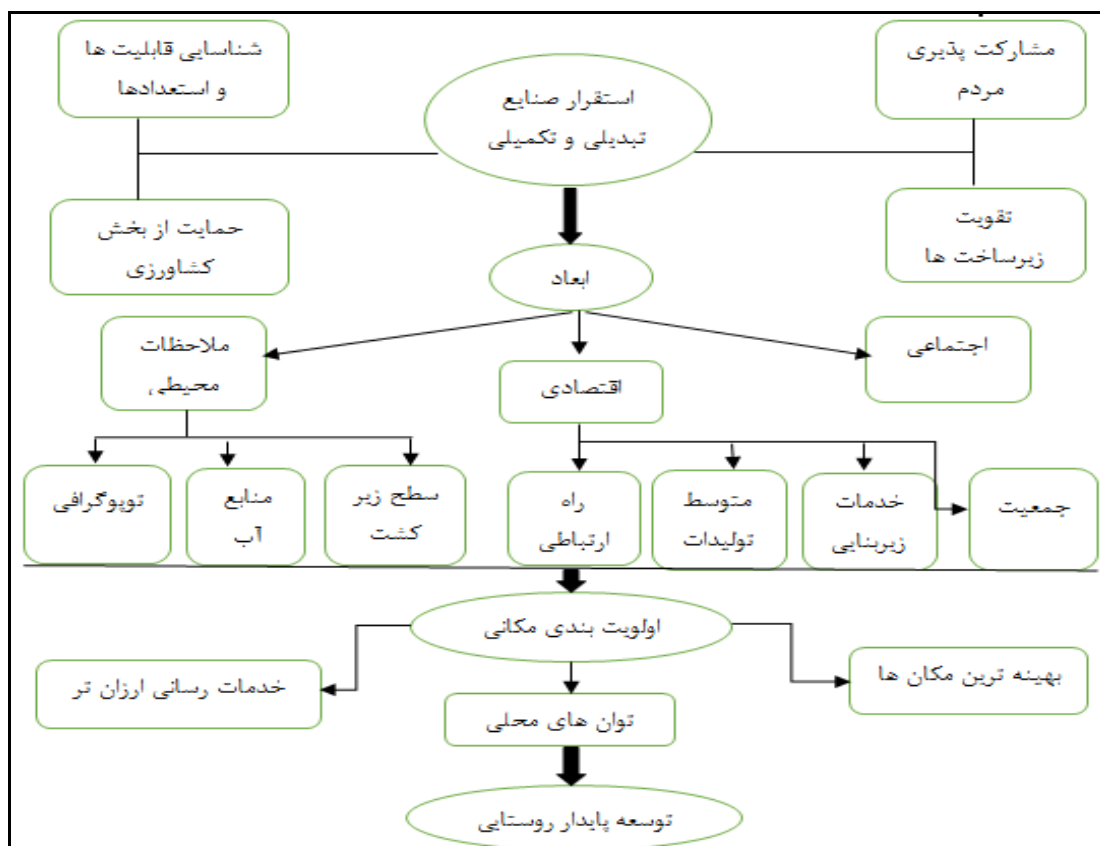 مشارکت پذیری
مردم
شناسایی قابلیت ها
و استعدادها
استقرار صنایع
تبدیلی و تکمیلی
تقویت
زیرساخت ها
حمایت از بخش
کشاورزی
ابعاد
اجتماعی
اقتصادی
ملاحظات
محیطی
جمعیت
خدمات
زیربنایی
متوسط
تولیدات
راه
ارتباطی
سطح زیر
کشت
منابع
آب
توپوگرافی
اولویت بندی مکانی
بهینه ترین مکان ها
توان های محلی
خدمات رسانی ارزان تر
توسعه پایدار روستایی